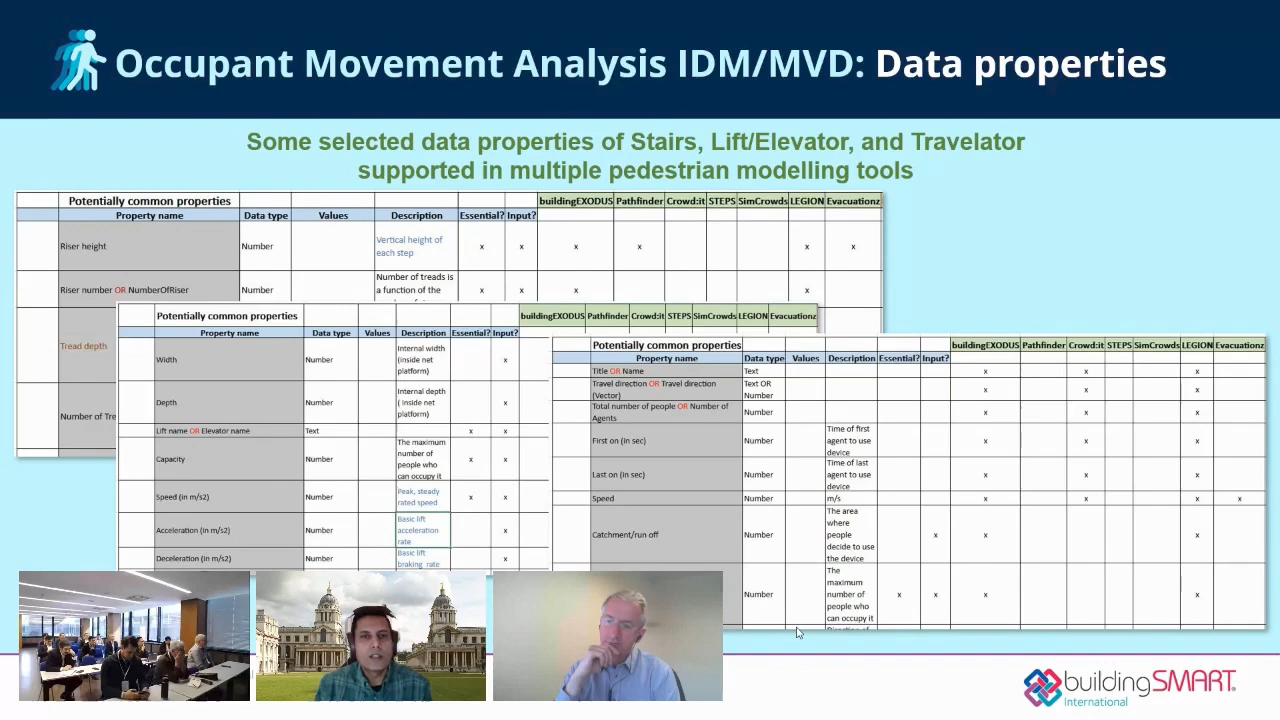 Occupant Movement Analysis IDM/MVD: Data properties
Some selected data properties of Stairs, Lift/Elevator, and Travelator
supported in multiple pedestrian modelling tools
Potentially common properties buildingEXODUS Pathfinder Crowd:it STEPS SimCrowds LEGION Evacuationz
Property name Data type Values Description Essential? Input?
Riser height Number Vertical height of each step x x x x x x
Riser number OR NumberOfRiser Number Number of treads is a function of the x x x x
Tread depth
Number of Tre
Potentially common properties buildingEXODUS Pathfinder Crowd:it STEPS SimCrowds LEGION Evacuationz
Property name Data type Values Description Essential? Input?
Width Number Internal width (inside net platform) x
Depth Number Internal depth ( inside net platform) x
Lift name OR Elevator name Text x x
Capacity Number The maximum number of people who can occupy it x x
Speed (in m/s2) Number Peak, steady rated speed x x
Acceleration (in m/s2) Number Basic lift acceleration rate x
Deceleration (in m/s2) Number Basic lift braking rate x
Potentially common properties buildingEXODUS Pathfinder Crowd:it STEPS SimCrowds LEGION Evacuationz
Property name Data type Values Description Essential? Input?
Title OR Name Text x x x
Travel direction OR Travel direction (Vector) Text OR Number x x x
Total number of people OR Number of Agents Number x x x
First on (in sec) Number Time of first agent to use device x x x
Last on (in sec) Number Time of last agent to use device x x x
Speed Number m/s x x x x
Catchment/run off Number The area where people decide to use the device x x x
Number The maximum number of people who can occupy it x x x x
buildingSMART®
International